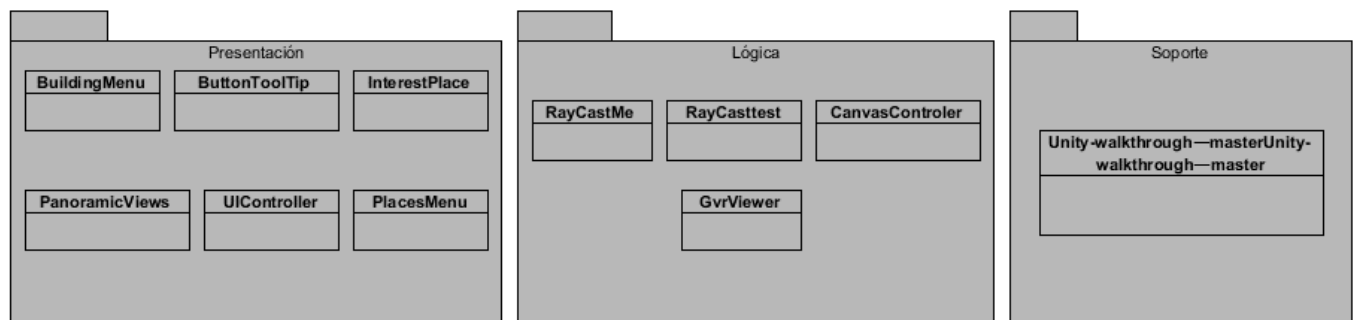 Presentación
BuildingMenu
ButtonToolTip
InterestPlace
PanoramicViews
UIController
PlacesMenu
Lógica
RayCastMe
RayCasttest
CanvasControler
GvrViewer
Soporte
Unity-walkthrough—masterUnity-
walkthrough—master